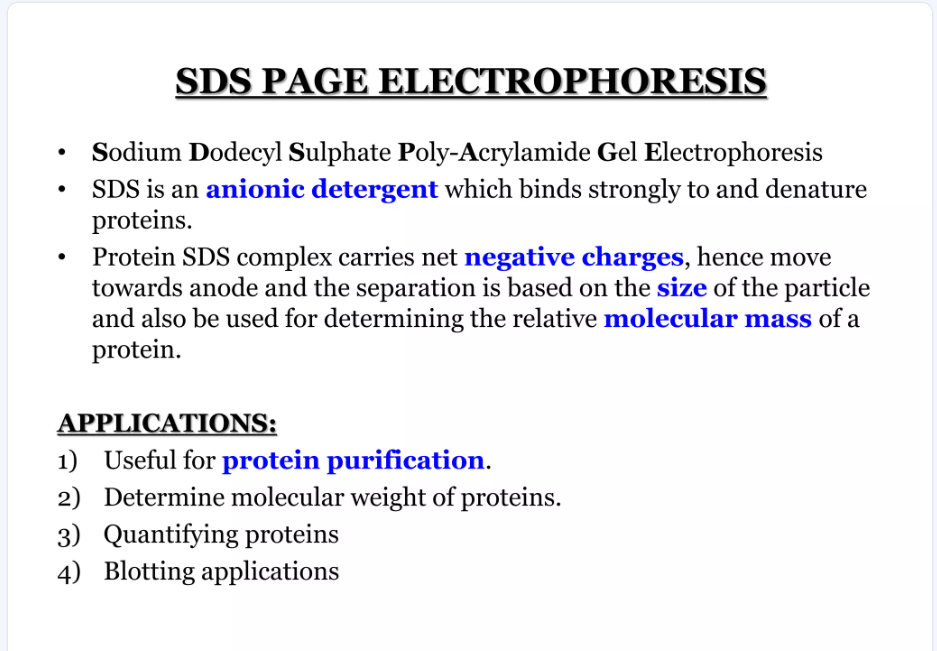 SDS PAGE ELECTROPHORESIS
• Sodium Dodecyl Sulphate Poly-Acrylamide Gel Electrophoresis
• SDS is an anionic detergent which binds strongly to and denature
proteins.
• Protein SDS complex carries net negative charges, hence move
towards anode and the separation is based on the size of the particle
and also be used for determining the relative molecular mass of a
protein.
APPLICATIONS:
1) Useful for protein purification.
2) Determine molecular weight of proteins.
3) Quantifying proteins
4) Blotting applications